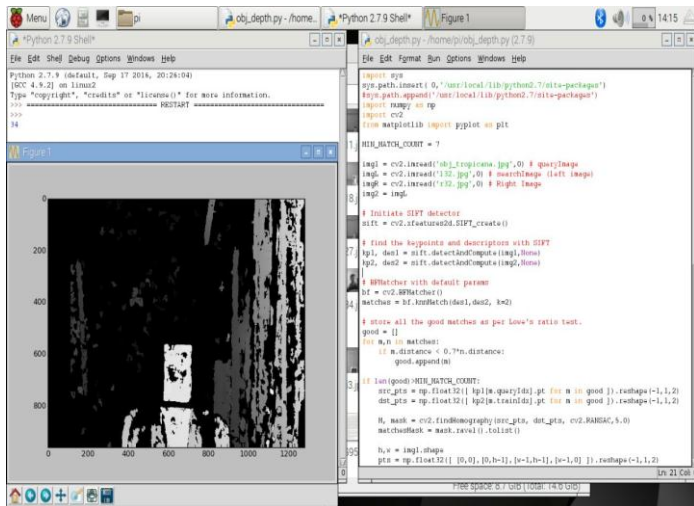 Menu
pi
obj_depth.py - /home..
*Python 2.7.9 Shell*
Figure 1
0 %
14:15
*Python 2.7.9 Shell*
File Edit Shell Debug Options Windows Help
Python 2.7.9 (default, Sep 17 2016, 20:26:04)
[GCC 4.9.2] on linux2
Type "copyright", "credits" or "license()" for more information.
>>> ================================ RESTART ================================
>>>
34
Figure 1
0
200
400
600
800
0 200 400 600 800 1000 1200
obj_depth.py - /home/pi/obj_depth.py (2.7.9)
File Edit Format Run Options Windows Help
import sys
sys.path.insert( 0,'/usr/local/lib/python2.7/site-packages')
#sys.path.append('/usr/local/lib/python2.7/site-packages')
import numpy as np
import cv2
from matplotlib import pyplot as plt
MIN_MATCH_COUNT = 7
img1 = cv2.imread('obj_tropicana.jpg',0) # queryImage
imgL = cv2.imread('l32.jpg',0) # searchImage (left image)
imgR = cv2.imread('r32.jpg',0) # Right Image
img2 = imgL
# Initiate SIFT detector
sift = cv2.xfeatures2d.SIFT_create()
# find the keypoints and descriptors with SIFT
kp1, des1 = sift.detectAndCompute(img1,None)
kp2, des2 = sift.detectAndCompute(img2,None)
# BFMatcher with default params
bf = cv2.BFMatcher()
matches = bf.knnMatch(des1,des2, k=2)
# store all the good matches as per Lowe's ratio test.
good = []
for m,n in matches:
if m.distance < 0.7*n.distance:
good.append(m)
if len(good)>MIN_MATCH_COUNT:
src_pts = np.float32([ kp1[m.queryIdx].pt for m in good ]).reshape(-1,1,2)
dst_pts = np.float32([ kp2[m.trainIdx].pt for m in good ]).reshape(-1,1,2)
M, mask = cv2.findHomography(src_pts, dst_pts, cv2.RANSAC,5.0)
matchesMask = mask.ravel().tolist()
h,w = img1.shape
pts = np.float32([ [0,0],[0,h-1],[w-1,h-1],[w-1,0] ]).reshape(-1,1,2)
Ln: 21 Col:
Free space: 8.7 GiB (Total: 14.6 GiB)